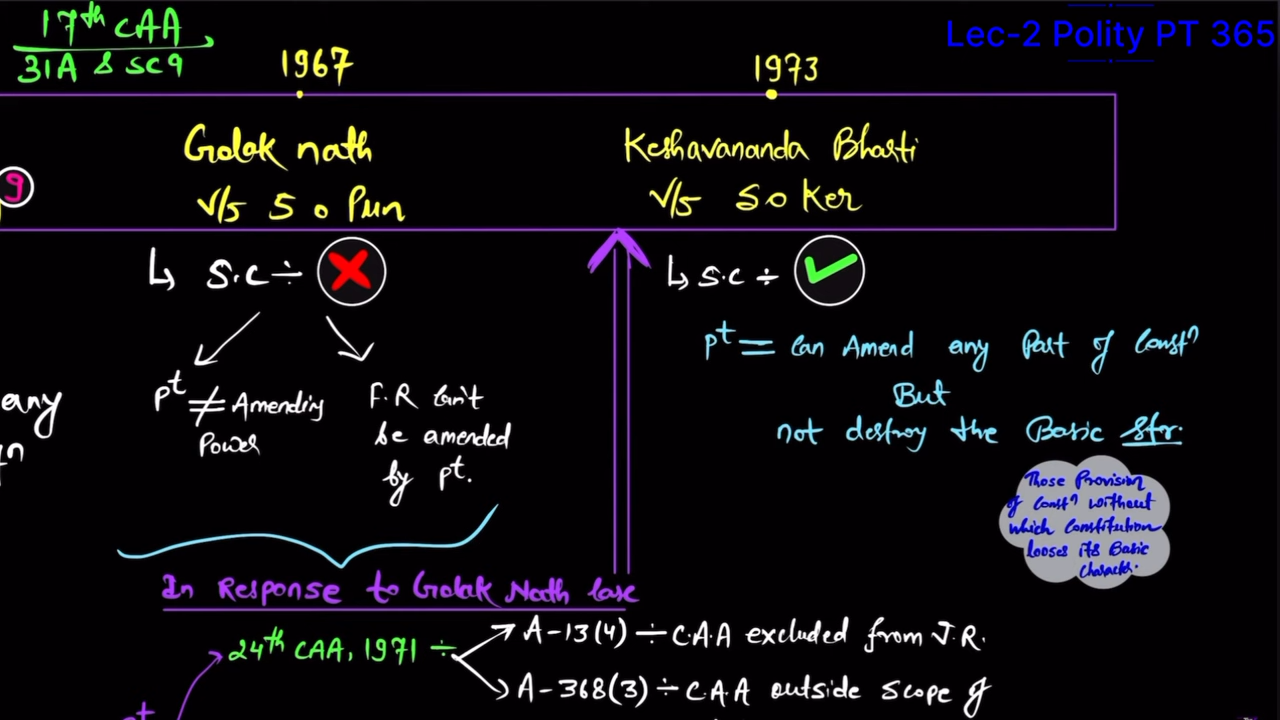 17th CAA
31A & SC9
Lec-2 Polity PT 365
1967
1973
Golak nath
V/s S o Pun
Keshavananda Bharti
V/s S o Ker
9
↳ S.C ÷
↳ S.C ÷
pt = Can Amend any Part of Constn
But
not destroy the Basic Str.
any
pt ≠ Amending
Power
F.R Can't
be amended
by pt.
Those Provision
of Constn without
which Constitution
looses its Basic
Character.
In Response to Golak Nath Case
24th CAA, 1971 ÷
A-13(4) ÷ C.A.A excluded from J.R.
A-368(3) ÷ C.A.A outside scope of
pt